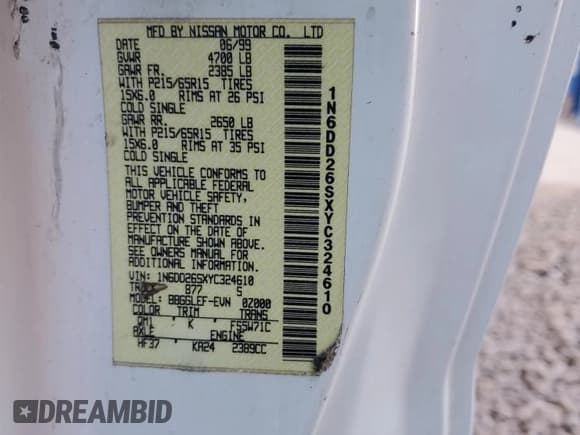 MFD BY NISSAN MOTOR CO. LTD
DATE 06/99
GVWR 4700 LB
GAWR FR. 2385 LB
WITH P215/65R15 TIRES
15X6.0 RIMS AT 26 PSI
COLD SINGLE
GAWR RR. 2650 LB
WITH P215/65R15 TIRES
15X6.0 RIMS AT 35 PSI
COLD SINGLE
THIS VEHICLE CONFORMS TO
ALL APPLICABLE FEDERAL
MOTOR VEHICLE SAFETY,
BUMPER AND THEFT
PREVENTION STANDARDS IN
EFFECT ON THE DATE OF
MANUFACTURE SHOWN ABOVE.
SEE OWNERS MANUAL FOR
ADDITIONAL INFORMATION.
VIN: 1N6DD26SXYC324610
877 S
MODEL: BBGSLEF-EVN 0Z000
COLOR TRIM TRANS
QM1 K FS5W71C
AXLE ENGINE
HF37 KA24 2389CC
1N6DD26SXYC324610
DREAMBID